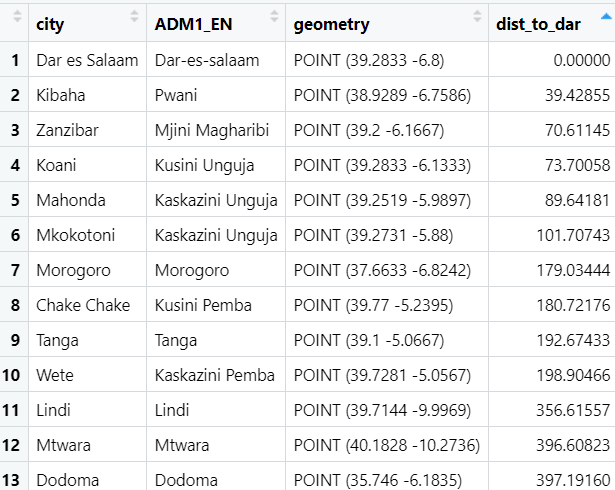 city ADM1_EN geometry dist_to_dar
1 Dar es Salaam Dar-es-salaam POINT (39.2833 -6.8) 0.00000
2 Kibaha Pwani POINT (38.9289 -6.7586) 39.42855
3 Zanzibar Mjini Magharibi POINT (39.2 -6.1667) 70.61145
4 Koani Kusini Unguja POINT (39.2833 -6.1333) 73.70058
5 Mahonda Kaskazini Unguja POINT (39.2519 -5.9897) 89.64181
6 Mkokotoni Kaskazini Unguja POINT (39.2731 -5.88) 101.70743
7 Morogoro Morogoro POINT (37.6633 -6.8242) 179.03444
8 Chake Chake Kusini Pemba POINT (39.77 -5.2395) 180.72176
9 Tanga Tanga POINT (39.1 -5.0667) 192.67433
10 Wete Kaskazini Pemba POINT (39.7281 -5.0567) 198.90466
11 Lindi Lindi POINT (39.7144 -9.9969) 356.61557
12 Mtwara Mtwara POINT (40.1828 -10.2736) 396.60823
13 Dodoma Dodoma POINT (35.746 -6.1835) 397.19160